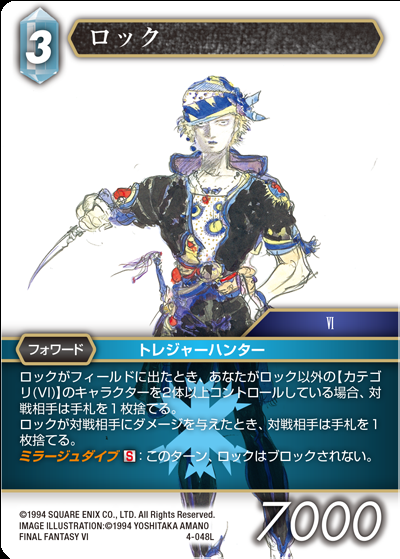 3
ロック
VI
フォワード
トレジャーハンター
ロックがフィールドに出たとき、あなたがロック以外の【カテゴ
リ(VI)】のキャラクターを2体以上コントロールしている場合、対
戦相手は手札を1枚捨てる。
ロックが対戦相手にダメージを与えたとき、対戦相手は手札を1
枚捨てる。
ミラージュダイブ S：このターン、ロックはブロックされない。
©1994 SQUARE ENIX CO., LTD. All Rights Reserved.
IMAGE ILLUSTRATION:©1994 YOSHITAKA AMANO
FINAL FANTASY VI
4-048L
7000